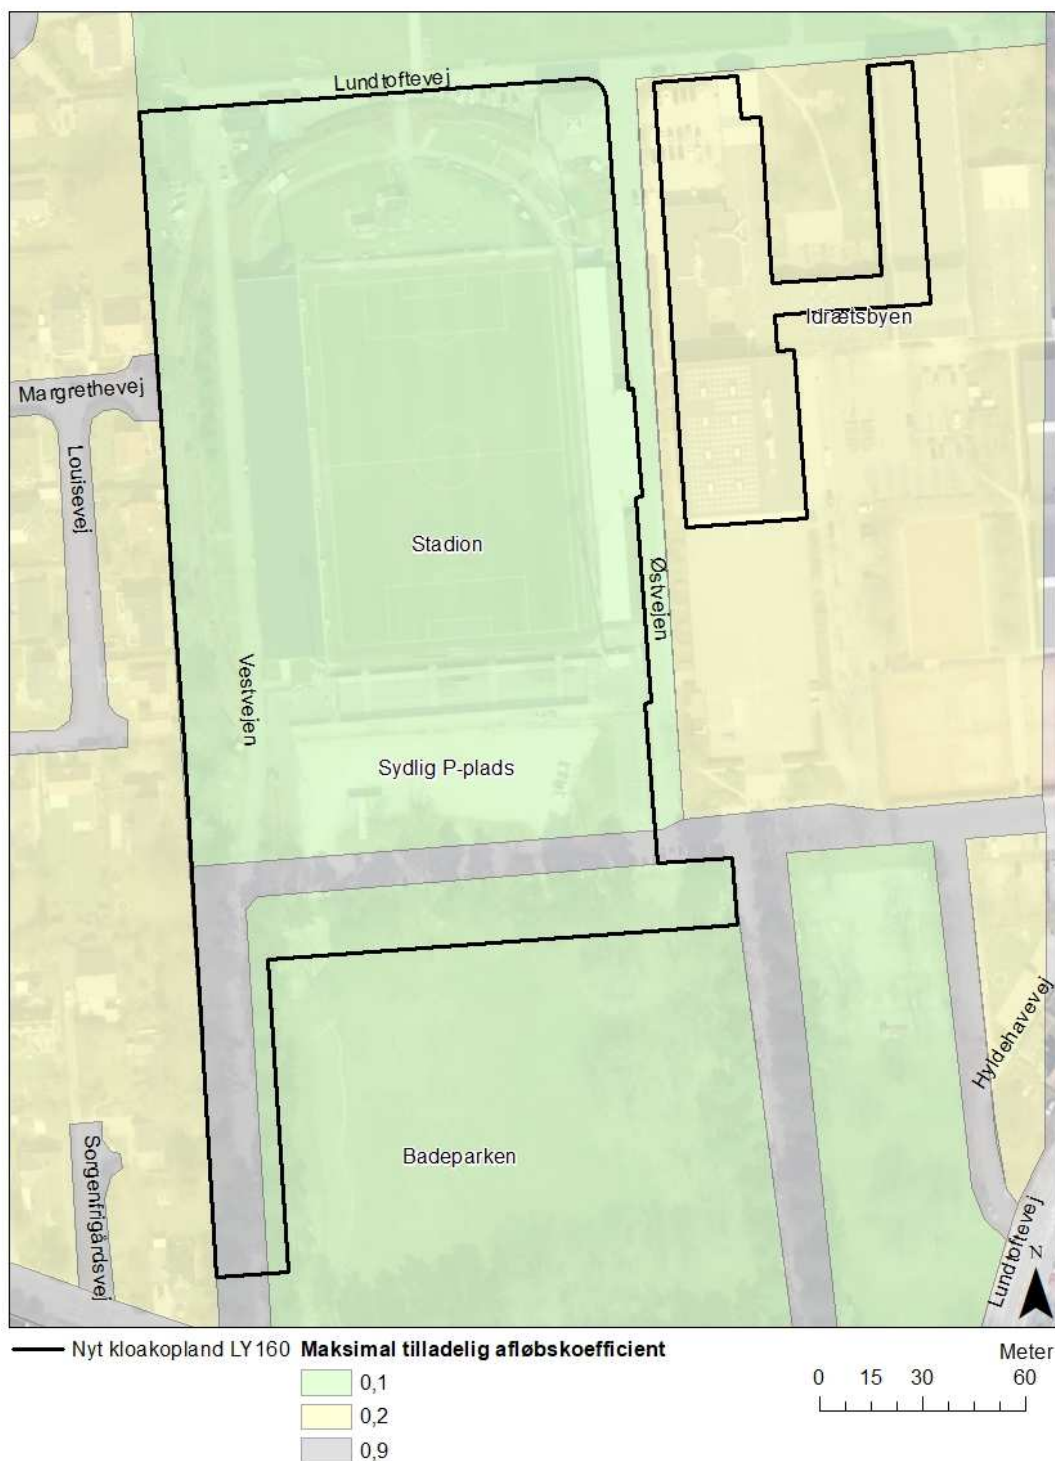 Lundtoftevej
Idrætsbyen
Margrethevej
Louisevej
Stadion
Østvejen
Vestvejen
Sydlig P-plads
Hyldehavevej
Badeparken
Sorgenfrigårdsvej
Lundtoftevej
N
Nyt kloakopland LY160 Maksimal tilladelig afløbskoefficient
0,1
0,2
0,9
Meter
0 15 30 60